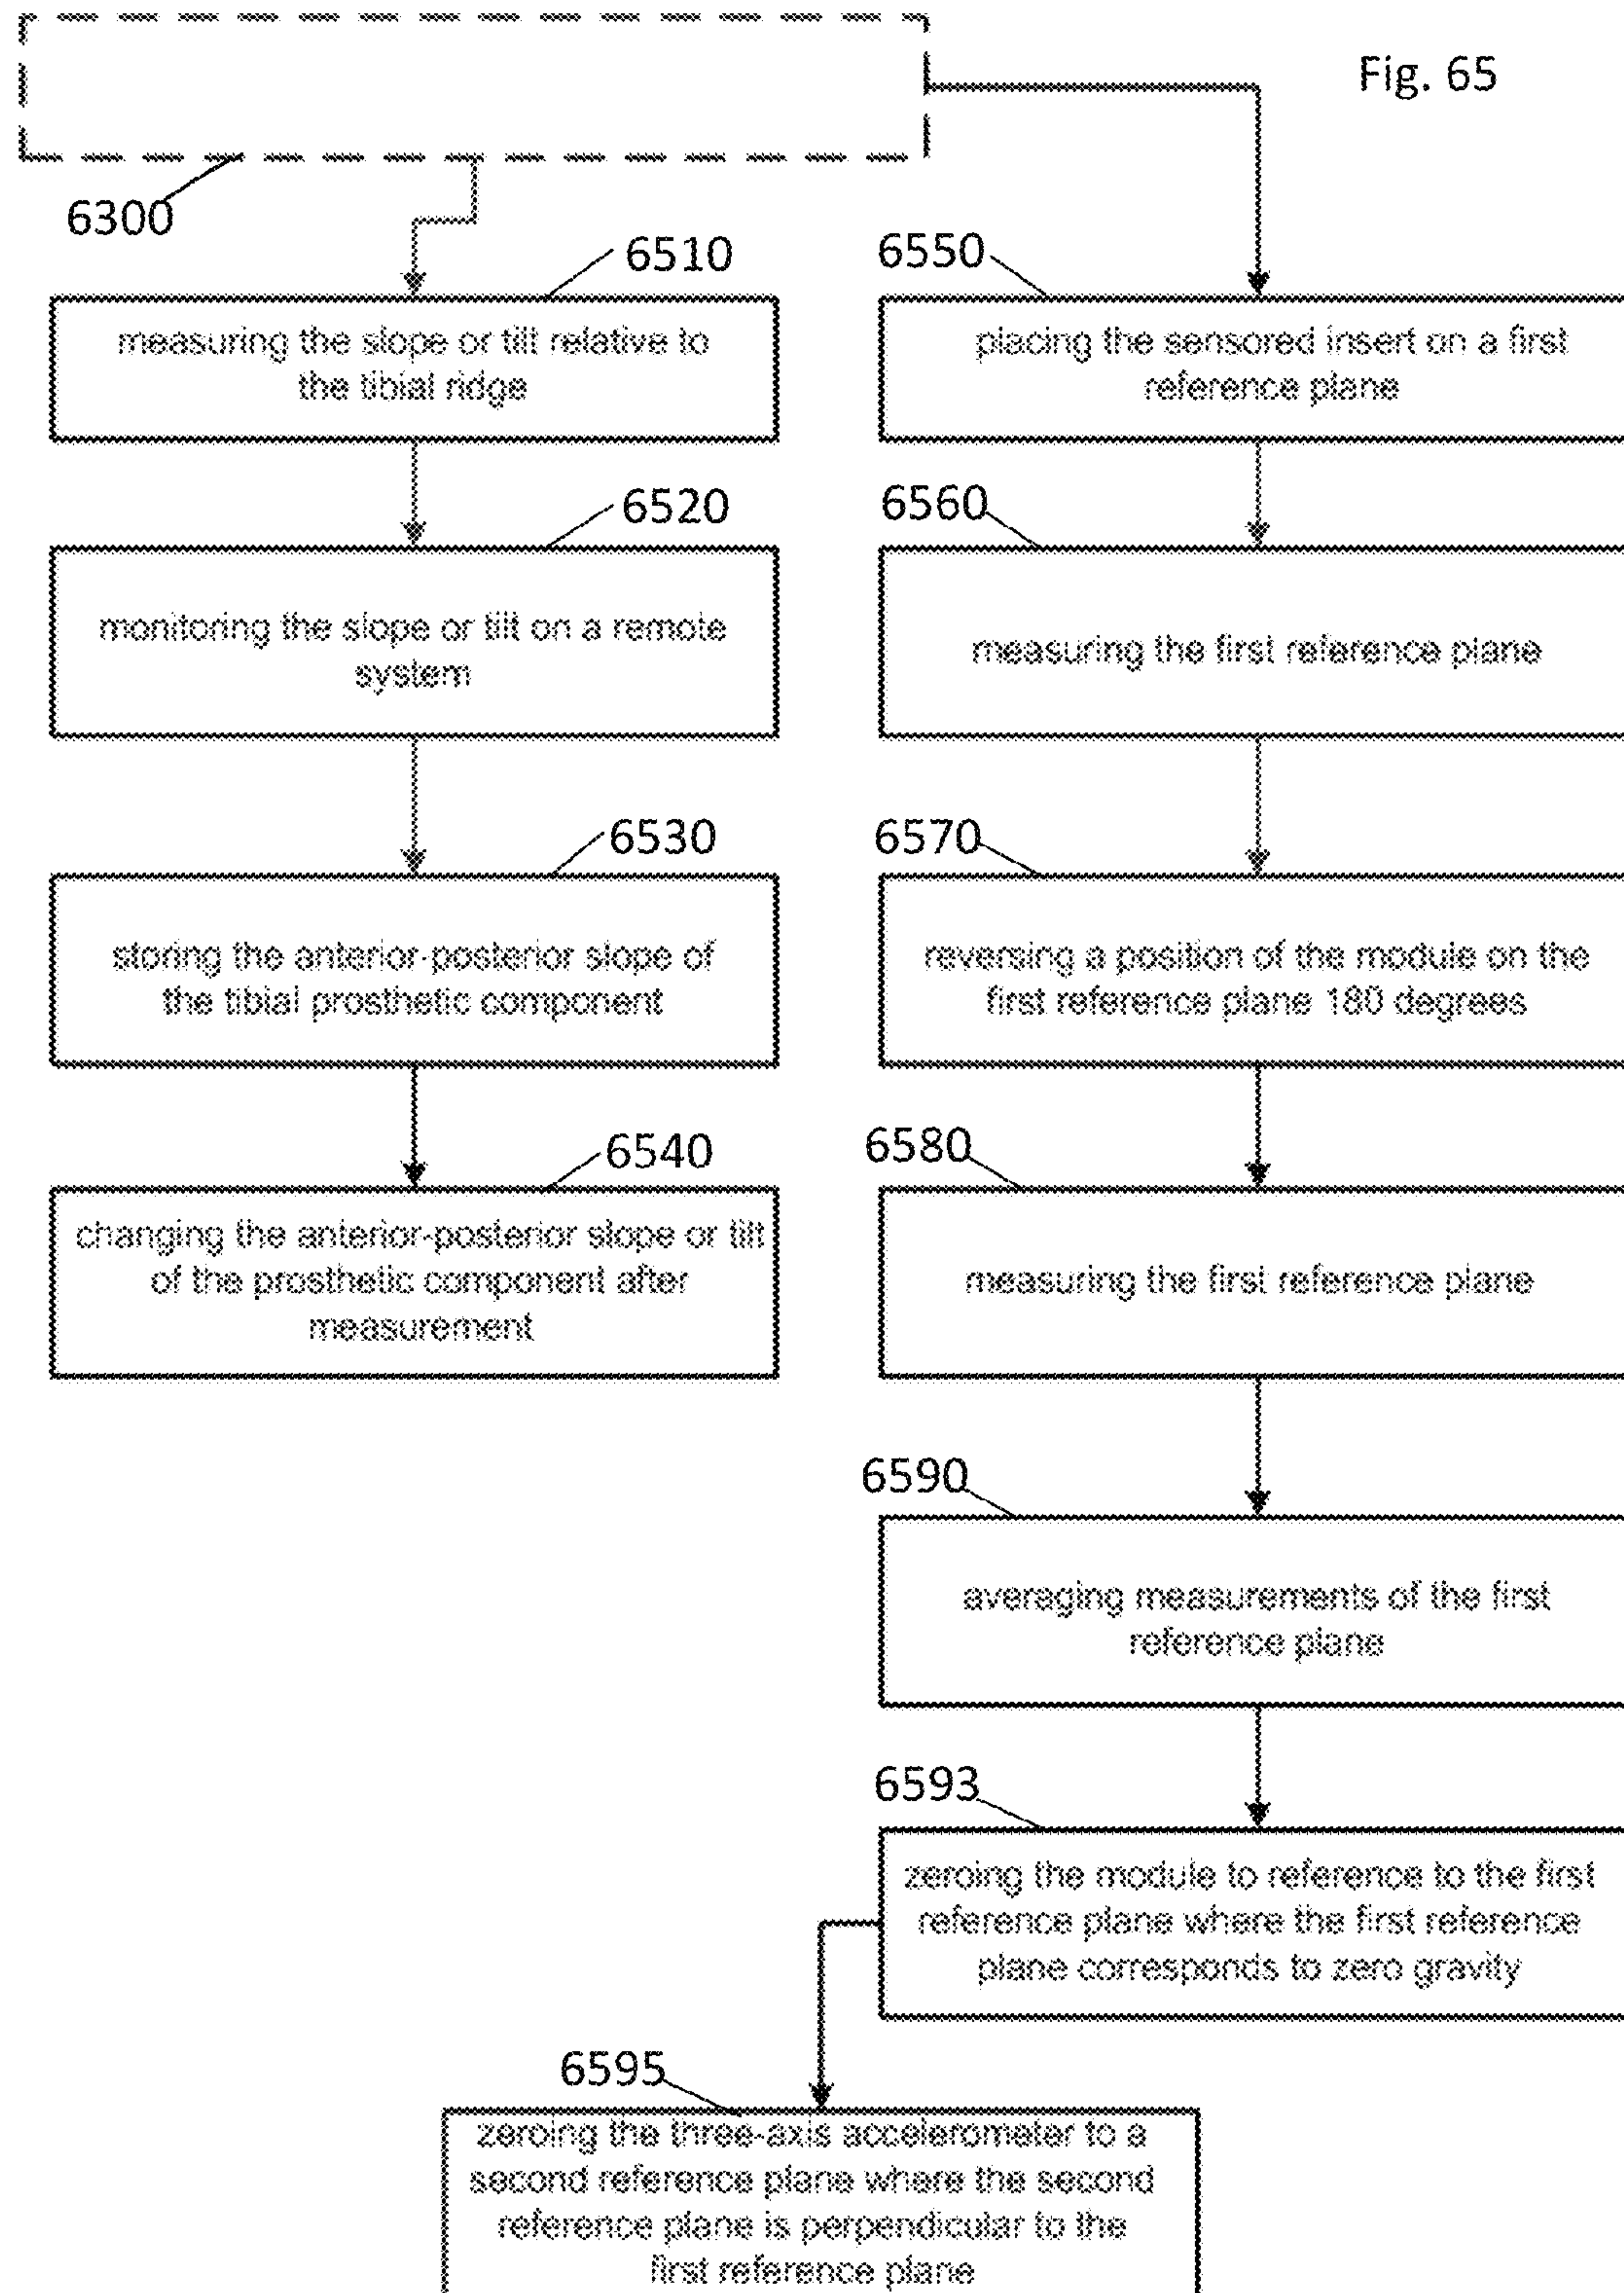 Fig. 65
6300
6510
measuring the slope or tilt relative to
the tibial ridge
6520
monitoring the slope or tilt on a remote
system
6530
storing the anterior-posterior slope of
the tibial prosthetic component
6540
changing the anterior-posterior slope or tilt
of the prosthetic component after
measurement
6550
placing the sensored insert on a first
reference plane
6560
measuring the first reference plane
6570
reversing a position of the module on the
first reference plane 180 degrees
6580
measuring the first reference plane
6590
averaging measurements of the first
reference plane
6593
zeroing the module to reference to the first
reference plane where the first reference
plane corresponds to zero gravity
6595
zeroing the three-axis accelerometer to a
second reference plane where the second
reference plane is perpendicular to the
first reference plane